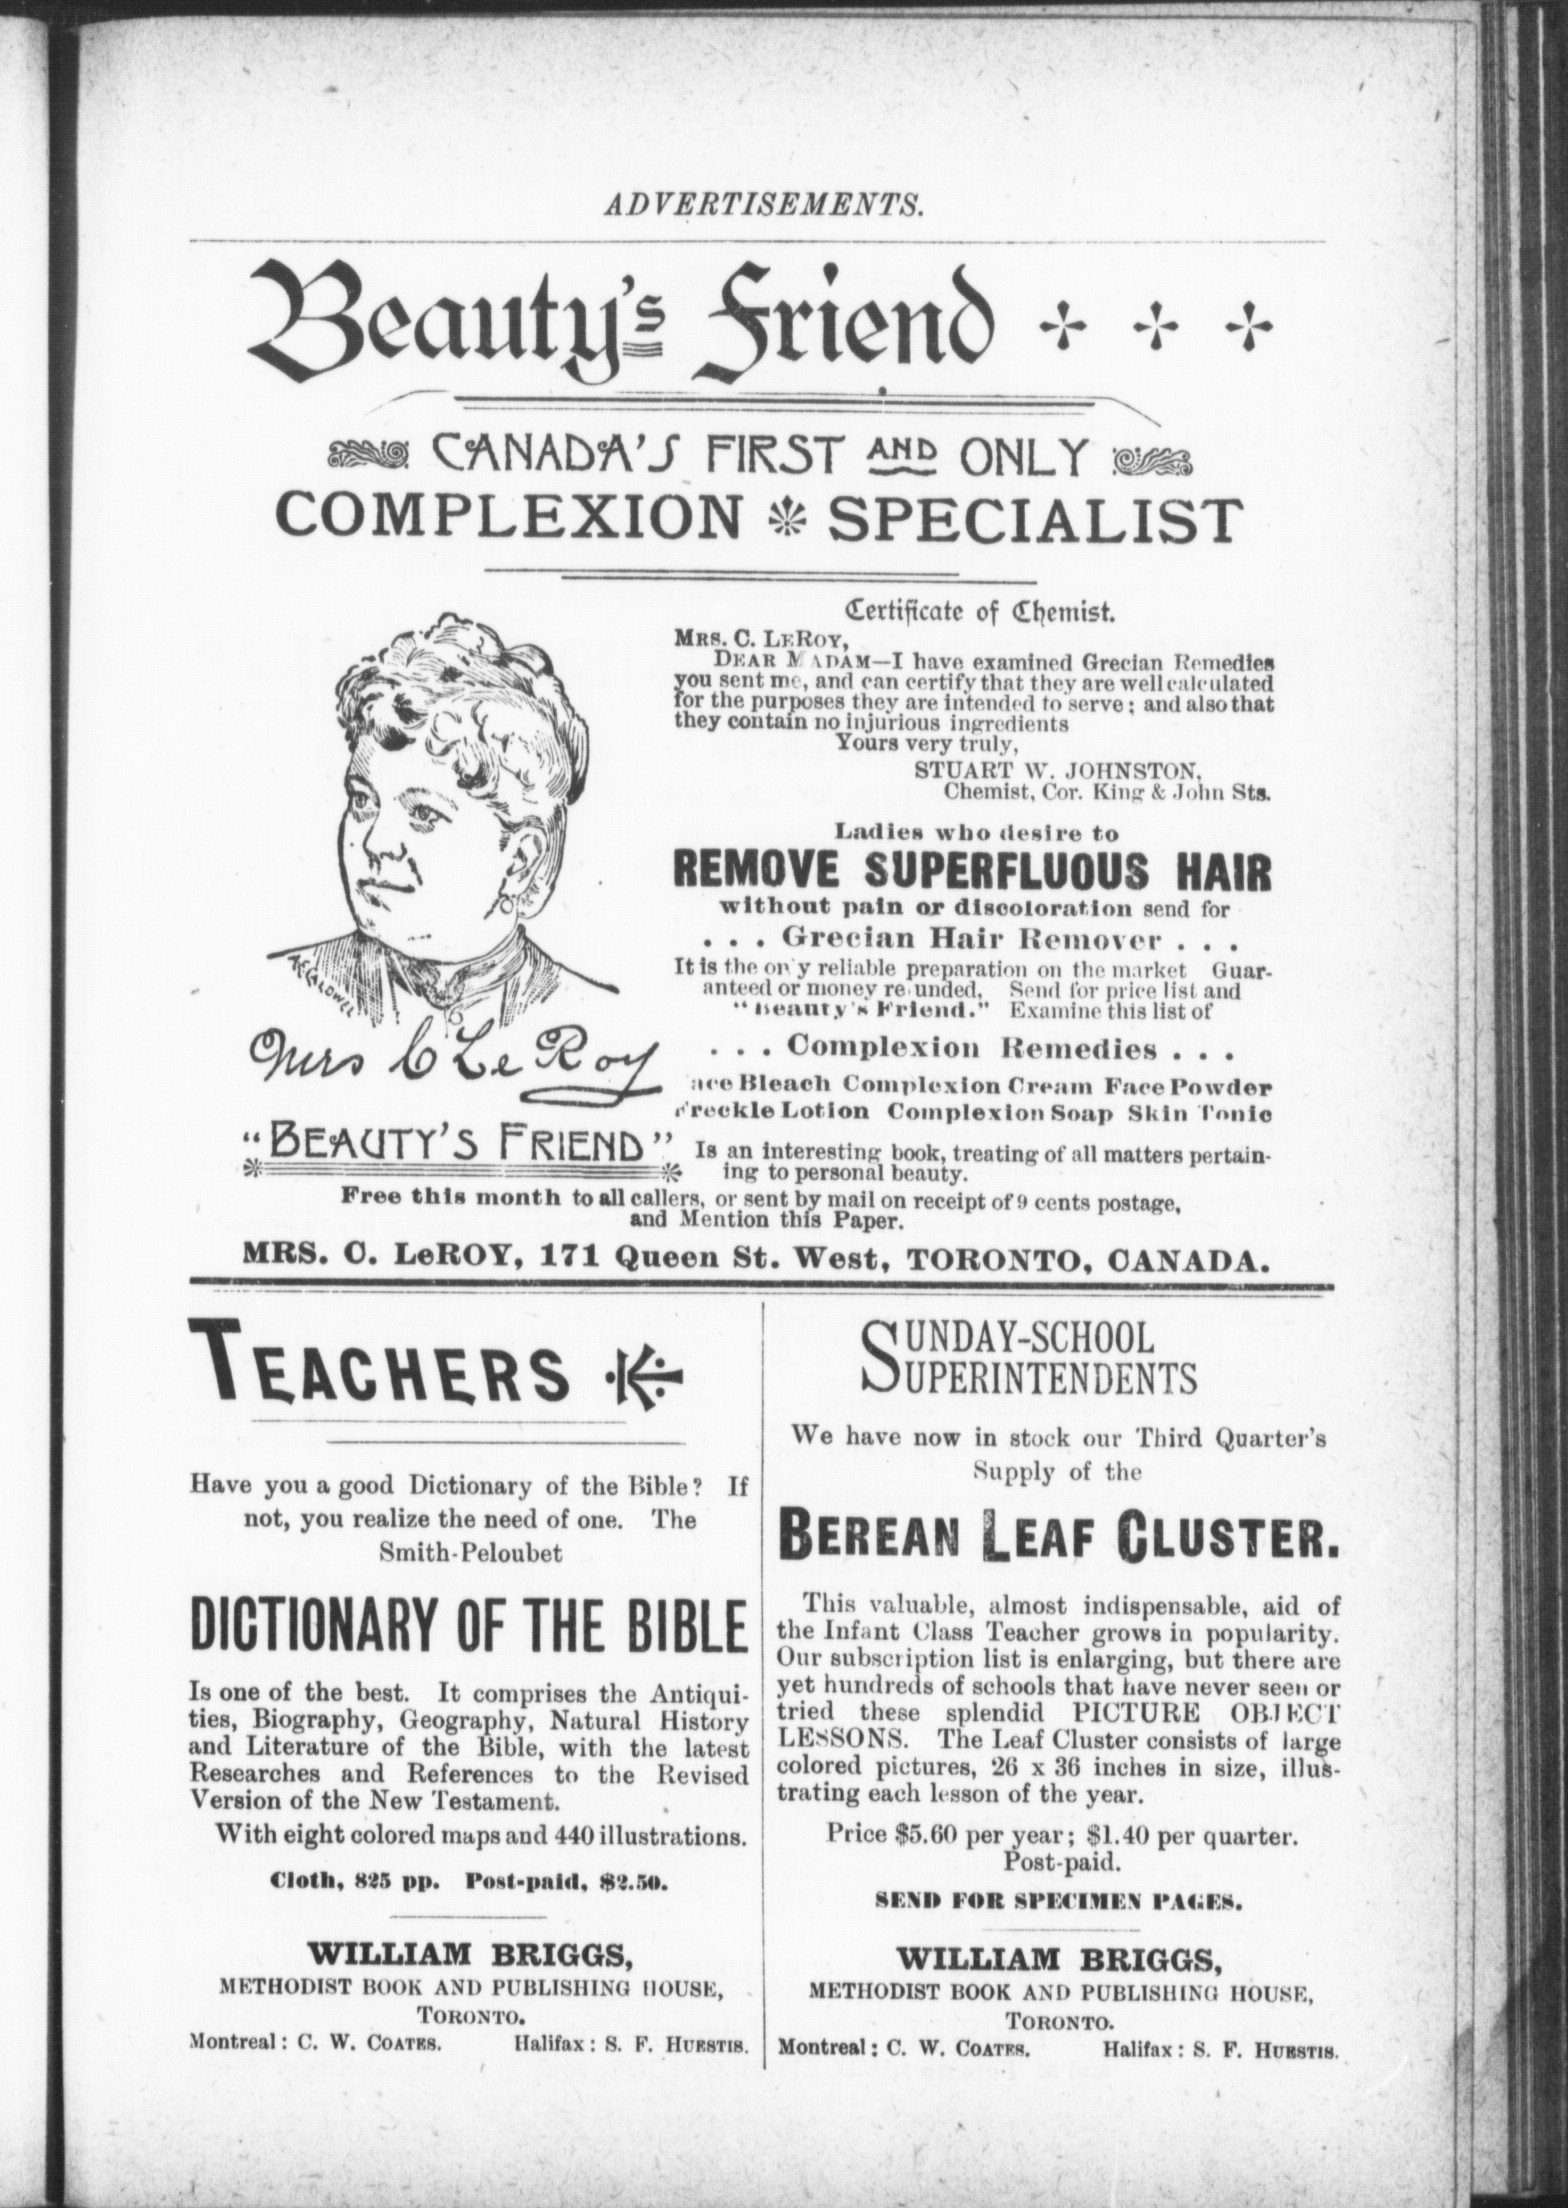 ADVERTISEMENTS.
Beauty's Friend
CANADA'S FIRST AND ONLY
COMPLEXION SPECIALIST
Certificate of Chemist.
MRS. C. LEROY,
DEAR MADAM—I have examined Grecian Remedies
you sent me, and can certify that they are well calculated
for the purposes they are intended to serve; and also that
they contain no injurious ingredients
Yours very truly,
STUART W. JOHNSTON,
Chemist, Cor. King & John Sts.
Ladies who desire to
REMOVE SUPERFLUOUS HAIR
without pain or discoloration send for
. . . Grecian Hair Remover . . .
It is the only reliable preparation on the market Guar-
anteed or money refunded, Send for price list and
"Beauty's Friend." Examine this list of
. . . Complexion Remedies . . .
Face Bleach Complexion Cream Face Powder
Freckle Lotion Complexion Soap Skin Tonic
Mrs C LeRoy
"BEAUTY'S FRIEND" Is an interesting book, treating of all matters pertain-
ing to personal beauty.
Free this month to all callers, or sent by mail on receipt of 9 cents postage,
and Mention this Paper.
MRS. C. LeROY, 171 Queen St. West, TORONTO, CANADA.
TEACHERS
Have you a good Dictionary of the Bible? If
not, you realize the need of one. The
Smith-Peloubet
DICTIONARY OF THE BIBLE
Is one of the best. It comprises the Antiqui-
ties, Biography, Geography, Natural History
and Literature of the Bible, with the latest
Researches and References to the Revised
Version of the New Testament.
With eight colored maps and 440 illustrations.
Cloth, 825 pp. Post-paid, $2.50.
WILLIAM BRIGGS,
METHODIST BOOK AND PUBLISHING HOUSE,
TORONTO.
Montreal: C. W. COATES. Halifax: S. F. HUESTIS.
SUNDAY-SCHOOL
SUPERINTENDENTS
We have now in stock our Third Quarter's
Supply of the
BEREAN LEAF CLUSTER.
This valuable, almost indispensable, aid of
the Infant Class Teacher grows in popularity.
Our subscription list is enlarging, but there are
yet hundreds of schools that have never seen or
tried these splendid PICTURE OBJECT
LESSONS. The Leaf Cluster consists of large
colored pictures, 26 x 36 inches in size, illus-
trating each lesson of the year.
Price $5.60 per year; $1.40 per quarter.
Post-paid.
SEND FOR SPECIMEN PAGES.
WILLIAM BRIGGS,
METHODIST BOOK AND PUBLISHING HOUSE,
TORONTO.
Montreal: C. W. COATES. Halifax: S. F. HUESTIS.